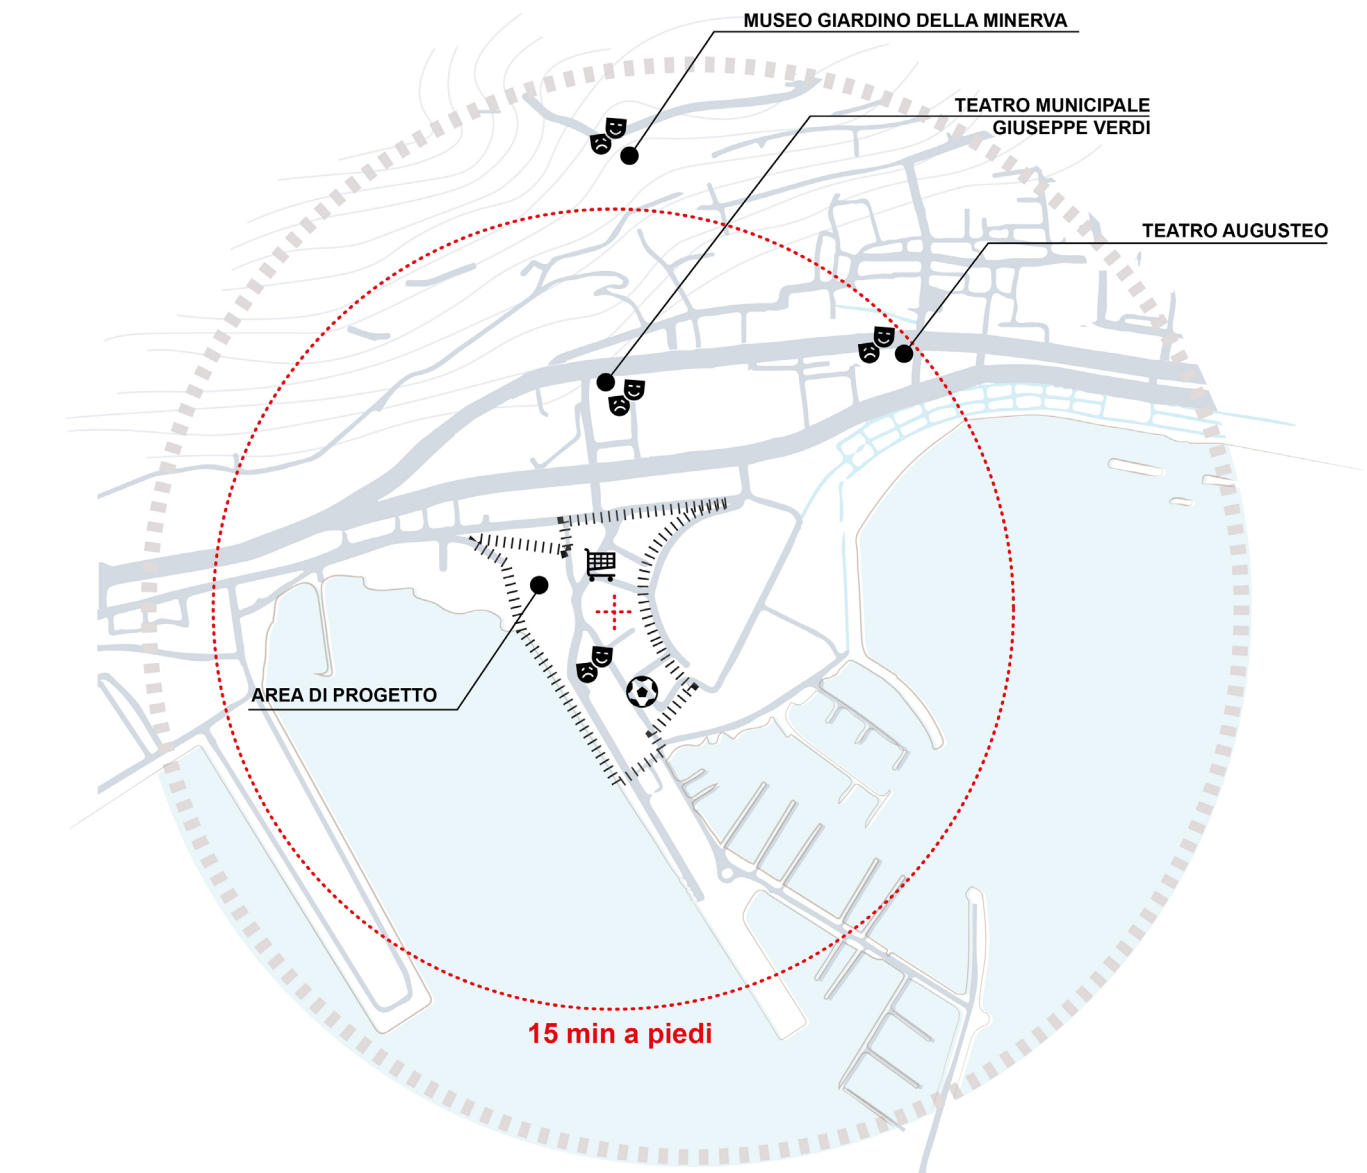 MUSEO GIARDINO DELLA MINERVA
TEATRO MUNICIPALE
GIUSEPPE VERDI
TEATRO AUGUSTEO
AREA DI PROGETTO
15 min a piedi